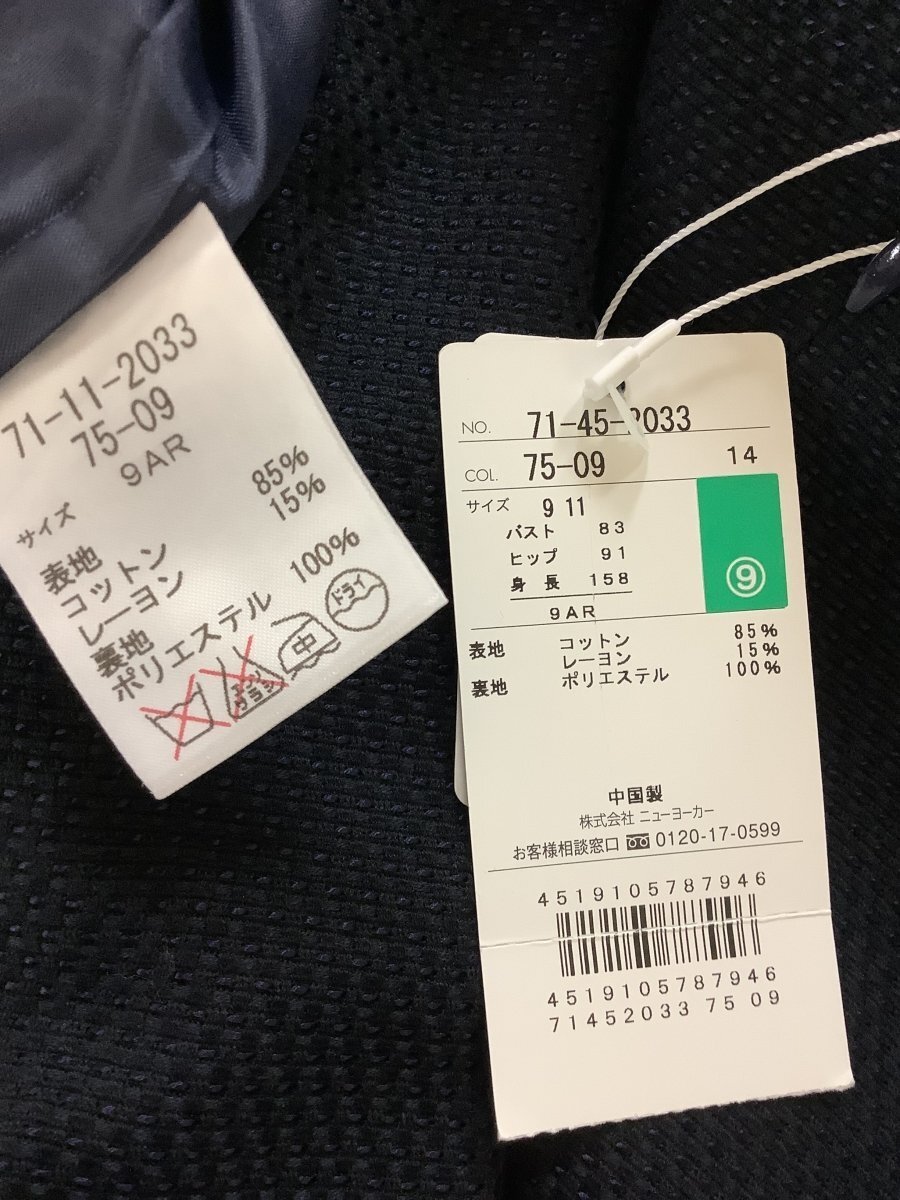 71-11-2033
75-09
9AR
サイズ
表地
コットン 85%
レーヨン 15%
裏地
ポリエステル 100%
中
ドライ
NO. 71-45-2033
COL. 75-09 14
サイズ 9 11
バスト 83
ヒップ 91
身長 158
9AR
9
表地 コットン 85%
レーヨン 15%
裏地 ポリエステル 100%
中国製
株式会社 ニューヨーカー
お客様相談窓口 0120-17-0599
4519105787946
4519105787946
71452033 75 09